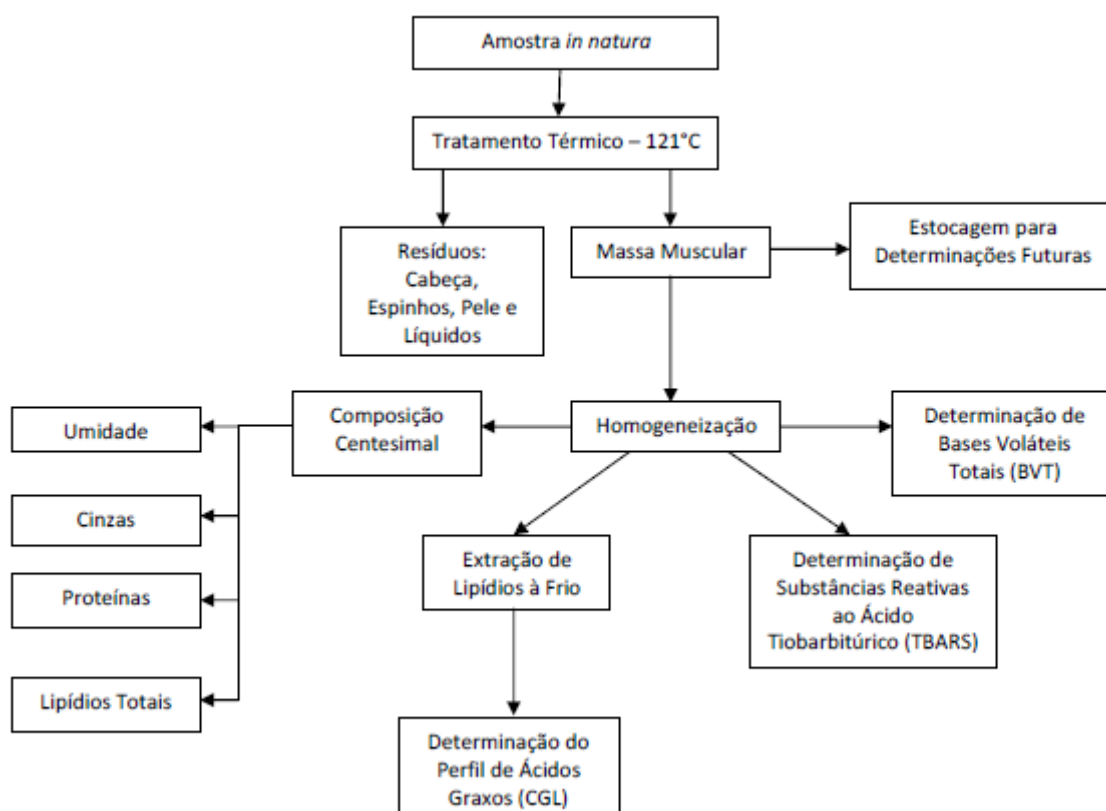 Amostra in natura
Tratamento Térmico – 121°C
Resíduos:
Cabeça,
Espinhos, Pele e
Líquidos
Massa Muscular
Estocagem para
Determinações Futuras
Umidade
Composição
Centesimal
Homogeneização
Determinação de
Bases Voláteis
Totais (BVT)
Cinzas
Proteínas
Lipídios Totais
Extração de
Lipídios à Frio
Determinação de
Substâncias Reativas
ao Ácido
Tiobarbitúrico (TBARS)
Determinação do
Perfil de Ácidos
Graxos (CGL)